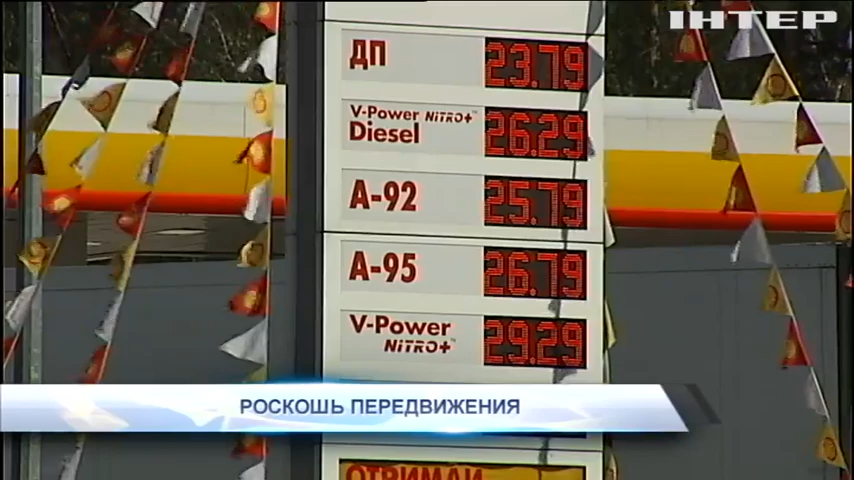 ІНТЕР
ДП 23.79
V-Power NITRO+ Diesel 26.29
А-92 25.79
А-95 26.79
V-Power NITRO+ 29.29
РОСКОШЬ ПЕРЕДВИЖЕНИЯ
ОТРИМАЙ